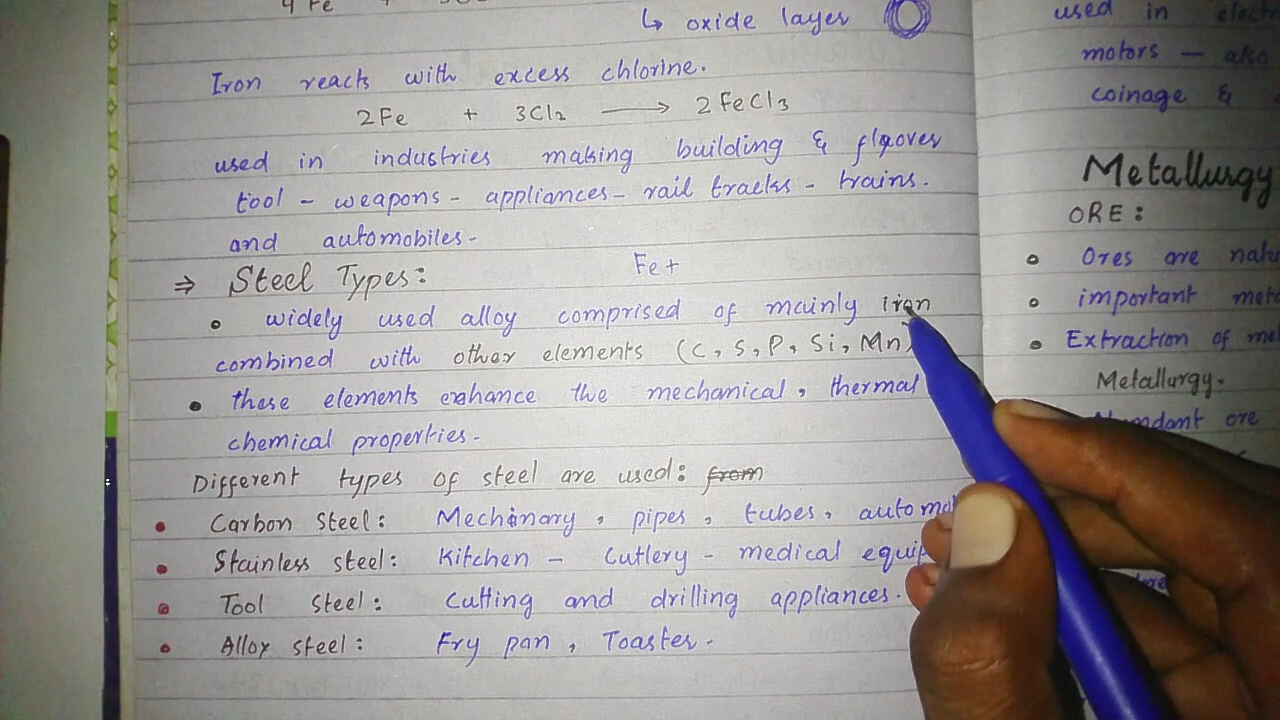 4 Fe +
↳ oxide layer
Iron reacts with excess chlorine.
2Fe + 3Cl2 ⟶ 2FeCl3
used in industries making building & flyover
tool - weapons - appliances - rail tracks - trains.
and automobiles-
⇒ Steel Types: Fe+
• widely used alloy comprised of mainly iron
combined with other elements (C, S, P, Si, Mn)
• these elements enhance the mechanical, thermal
chemical properties-
Different types of steel are used: from
• Carbon Steel: Mechinary, pipes, tubes,
• Stainless steel: Kitchen - Cutlery - medical
• Tool Steel: Cutting and drilling appliances.
• Alloy steel: Fry pan, Toaster.
used in
motors - also
coinage &
Metallurgy
ORE:
• Ores are
• important
• Extraction of
Metallurgy-
ore